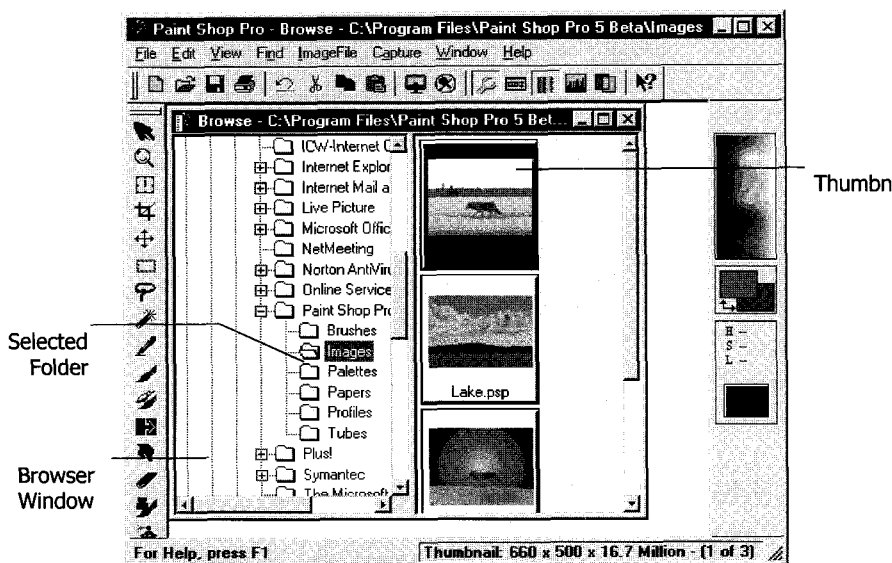 Paint Shop Pro - Browse - C:\Program Files\Paint Shop Pro 5 Beta\Images
File Edit View Find ImageFile Capture Window Help
Browse - C:\Program Files\Paint Shop Pro 5 Bet...
ICW-Internet
Internet Explor
Internet Mail a
Live Picture
Microsoft Offic
NetMeeting
Norton AntiViru
Online Service
Paint Shop Pro
Brushes
Images
Palettes
Papers
Profiles
Tubes
Plus!
Symantec
The Microsoft
Lake.psp
Thumbn
Selected
Folder
Browser
Window
H -
S -
L -
For Help, press F1
Thumbnail: 660 x 500 x 16.7 Million - (1 of 3)